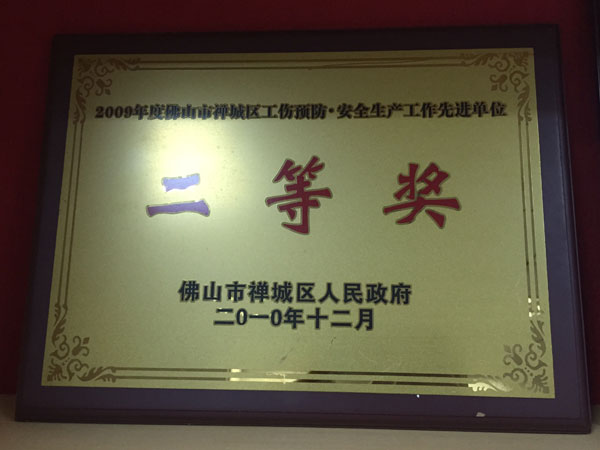 2009年度佛山市禅城区工伤预防·安全生产工作先进单位
二等奖
佛山市禅城区人民政府
二0一0年十二月